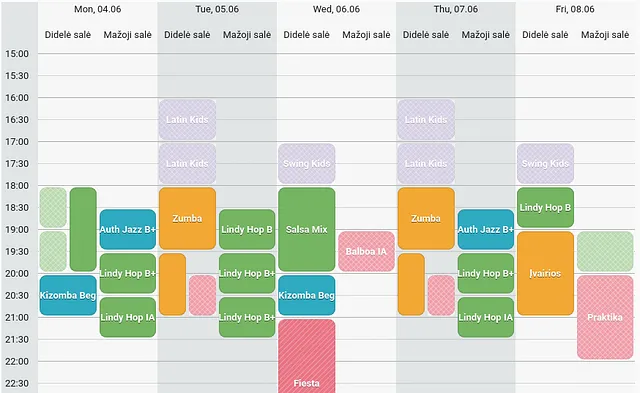 Mon, 04.06 Tue, 05.06 Wed, 06.06 Thu, 07.06 Fri, 08.06
Didelė salė Mažoji salė Didelė salė Mažoji salė Didelė salė Mažoji salė Didelė salė Mažoji salė Didelė salė Mažoji salė
15:00
15:30
16:00
16:30 Latin Kids Latin Kids
17:00
17:30 Latin Kids Swing Kids Latin Kids Swing Kids
18:00
18:30 Lindy Hop B
Zumba Zumba
19:00 Auth Jazz B+ Lindy Hop B Salsa Mix Auth Jazz B+
19:30 Balboa IA
20:00 Lindy Hop B+ Lindy Hop B+ Lindy Hop B+ Įvairios
20:30 Kizomba Beg Kizomba Beg
21:00 Lindy Hop IA Lindy Hop B+ Lindy Hop IA Praktika
21:30
22:00
22:30 Fiesta